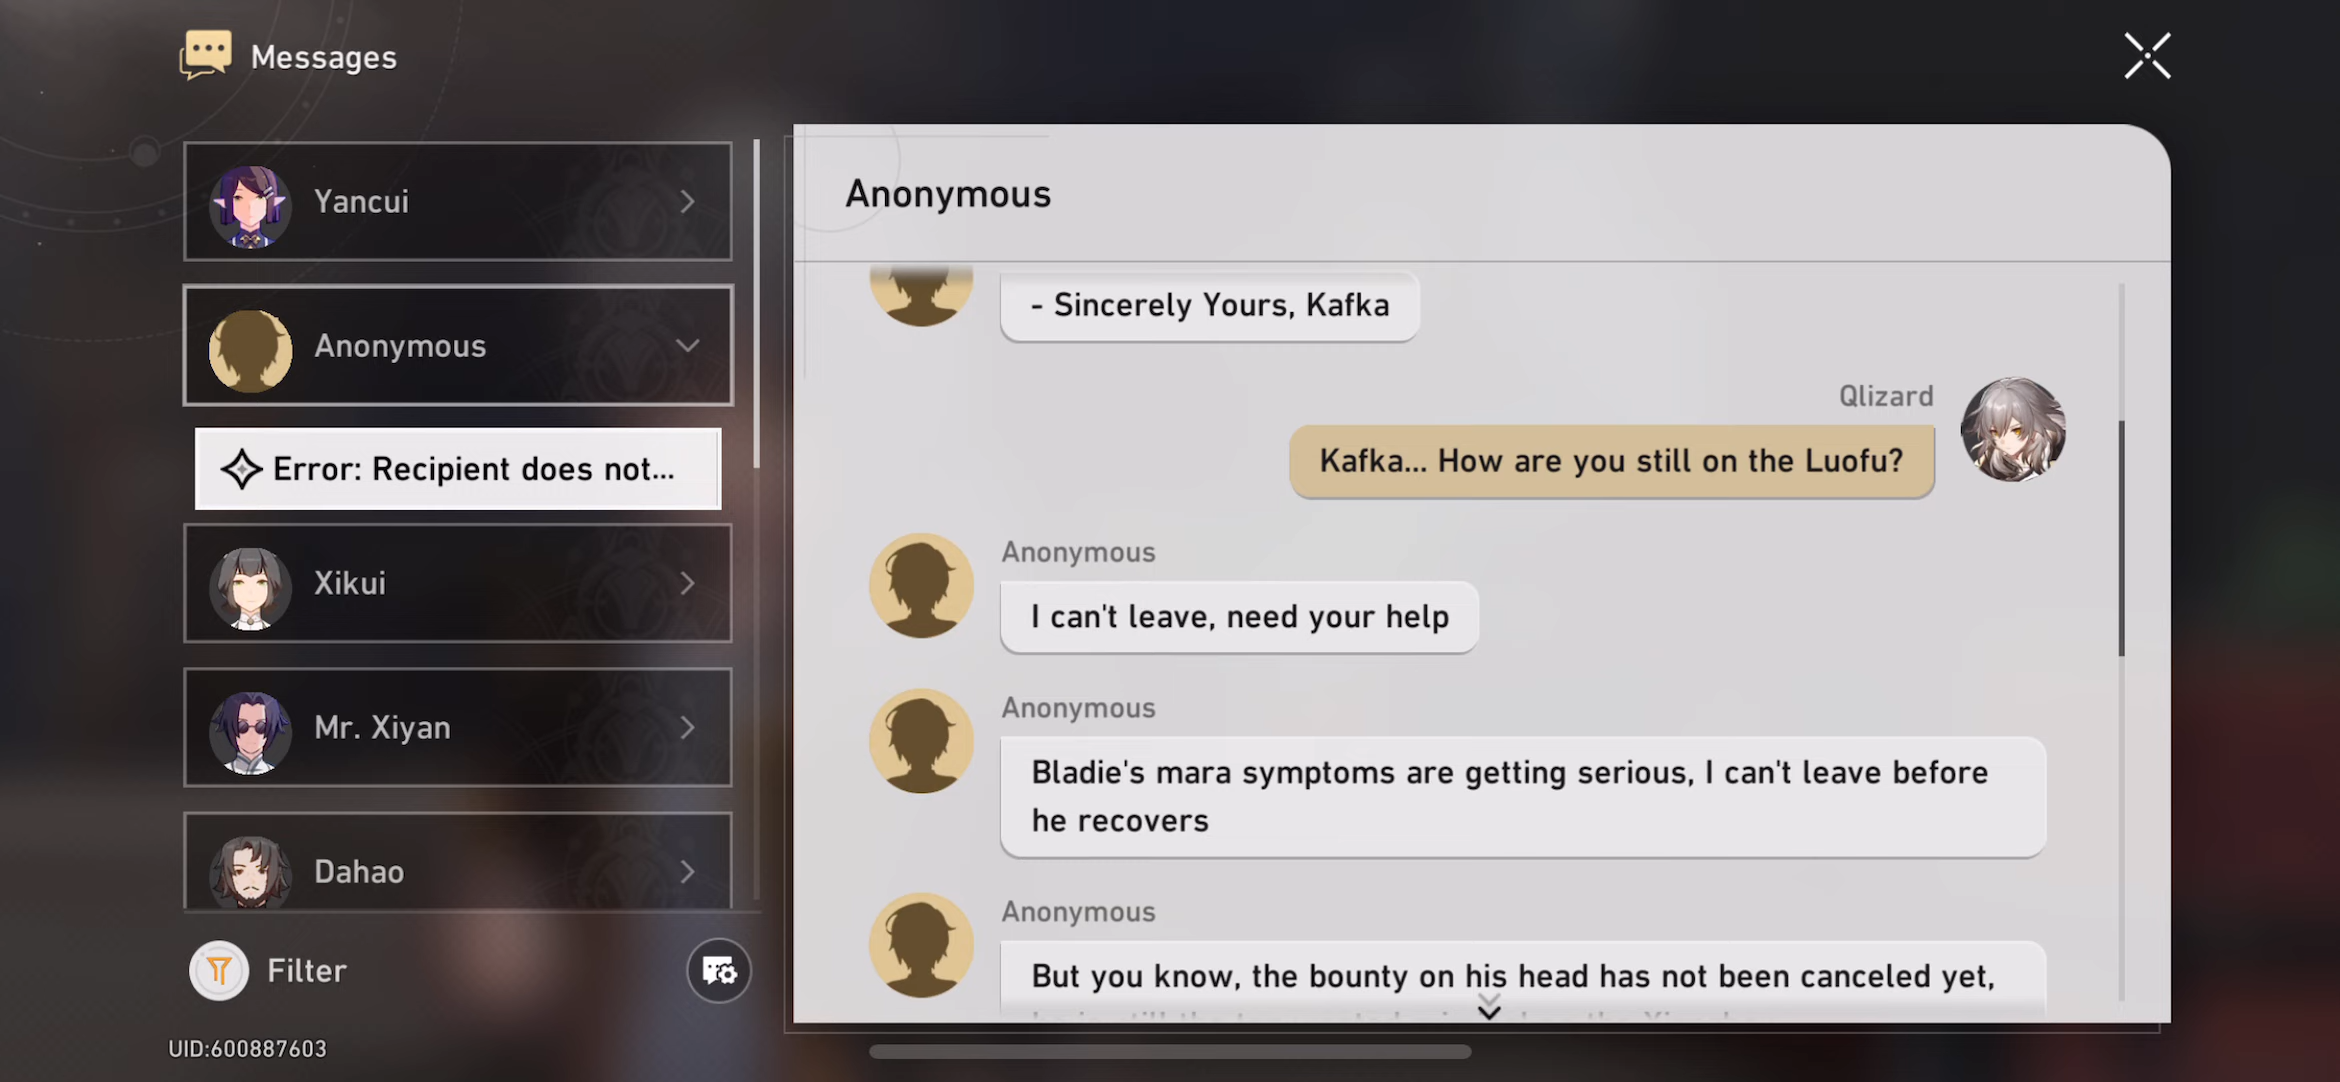 Messages
Yancui
Anonymous
Error: Recipient does not...
Xikui
Mr. Xiyan
Dahao
Filter
UID:600887603
Anonymous
- Sincerely Yours, Kafka
Qlizard
Kafka... How are you still on the Luofu?
Anonymous
I can't leave, need your help
Anonymous
Bladie's mara symptoms are getting serious, I can't leave before
he recovers
Anonymous
But you know, the bounty on his head has not been canceled yet,